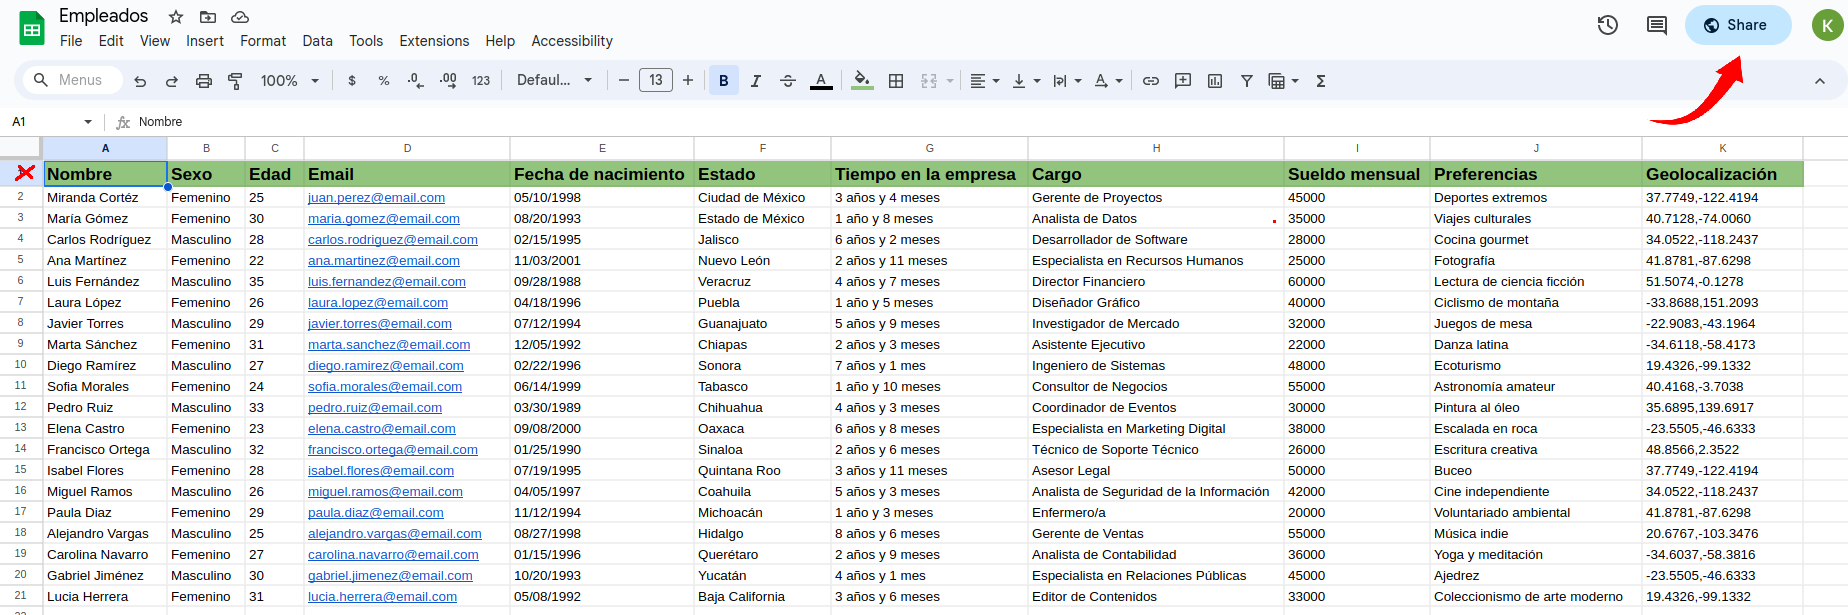 Empleados
File Edit View Insert Format Data Tools Extensions Help Accessibility
Share
K
Menus 100% $ % .0 .00 123 Defaul... 13 B I A A Σ
A1 fx Nombre
A B C D E F G H I J K
Nombre Sexo Edad Email Fecha de nacimiento Estado Tiempo en la empresa Cargo Sueldo mensual Preferencias Geolocalización
2 Miranda Cortéz Femenino 25 juan.perez@email.com 05/10/1998 Ciudad de México 3 años y 4 meses Gerente de Proyectos 45000 Deportes extremos 37.7749,-122.4194
3 María Gómez Femenino 30 maria.gomez@email.com 08/20/1993 Estado de México 1 año y 8 meses Analista de Datos 35000 Viajes culturales 40.7128,-74.0060
4 Carlos Rodríguez Masculino 28 carlos.rodriguez@email.com 02/15/1995 Jalisco 6 años y 2 meses Desarrollador de Software 28000 Cocina gourmet 34.0522,-118.2437
5 Ana Martínez Femenino 22 ana.martinez@email.com 11/03/2001 Nuevo León 2 años y 11 meses Especialista en Recursos Humanos 25000 Fotografía 41.8781,-87.6298
6 Luis Fernández Masculino 35 luis.fernandez@email.com 09/28/1988 Veracruz 4 años y 7 meses Director Financiero 60000 Lectura de ciencia ficción 51.5074,-0.1278
7 Laura López Femenino 26 laura.lopez@email.com 04/18/1996 Puebla 1 año y 5 meses Diseñador Gráfico 40000 Ciclismo de montaña -33.8688,151.2093
8 Javier Torres Masculino 29 javier.torres@email.com 07/12/1994 Guanajuato 5 años y 9 meses Investigador de Mercado 32000 Juegos de mesa -22.9083,-43.1964
9 Marta Sánchez Femenino 31 marta.sanchez@email.com 12/05/1992 Chiapas 2 años y 3 meses Asistente Ejecutivo 22000 Danza latina -34.6118,-58.4173
10 Diego Ramírez Masculino 27 diego.ramirez@email.com 02/22/1996 Sonora 7 años y 1 mes Ingeniero de Sistemas 48000 Ecoturismo 19.4326,-99.1332
11 Sofia Morales Femenino 24 sofia.morales@email.com 06/14/1999 Tabasco 1 año y 10 meses Consultor de Negocios 55000 Astronomía amateur 40.4168,-3.7038
12 Pedro Ruiz Masculino 33 pedro.ruiz@email.com 03/30/1989 Chihuahua 4 años y 3 meses Coordinador de Eventos 30000 Pintura al óleo 35.6895,139.6917
13 Elena Castro Femenino 23 elena.castro@email.com 09/08/2000 Oaxaca 6 años y 8 meses Especialista en Marketing Digital 38000 Escalada en roca -23.5505,-46.6333
14 Francisco Ortega Masculino 32 francisco.ortega@email.com 01/25/1990 Sinaloa 2 años y 6 meses Técnico de Soporte Técnico 26000 Escritura creativa 48.8566,2.3522
15 Isabel Flores Femenino 28 isabel.flores@email.com 07/19/1995 Quintana Roo 3 años y 11 meses Asesor Legal 50000 Buceo 37.7749,-122.4194
16 Miguel Ramos Masculino 26 miguel.ramos@email.com 04/05/1997 Coahuila 5 años y 3 meses Analista de Seguridad de la Información 42000 Cine independiente 34.0522,-118.2437
17 Paula Diaz Femenino 29 paula.diaz@email.com 11/12/1994 Michoacán 1 año y 3 meses Enfermero/a 20000 Voluntariado ambiental 41.8781,-87.6298
18 Alejandro Vargas Masculino 25 alejandro.vargas@email.com 08/27/1998 Hidalgo 8 años y 6 meses Gerente de Ventas 55000 Música indie 20.6767,-103.3476
19 Carolina Navarro Femenino 27 carolina.navarro@email.com 01/15/1996 Querétaro 2 años y 9 meses Analista de Contabilidad 36000 Yoga y meditación -34.6037,-58.3816
20 Gabriel Jiménez Masculino 30 gabriel.jimenez@email.com 10/20/1993 Yucatán 4 años y 1 mes Especialista en Relaciones Públicas 45000 Ajedrez -23.5505,-46.6333
21 Lucia Herrera Femenino 31 lucia.herrera@email.com 05/08/1992 Baja California 3 años y 6 meses Editor de Contenidos 33000 Coleccionismo de arte moderno 19.4326,-99.1332